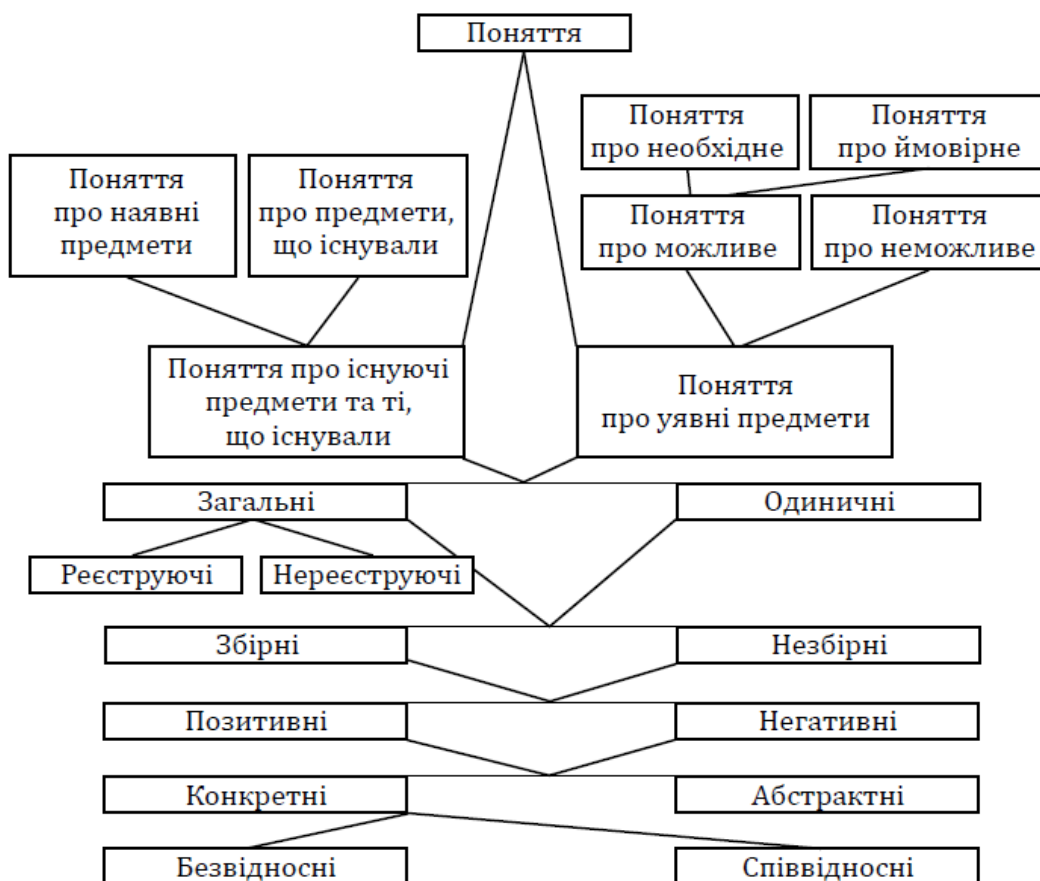 Поняття
Поняття
про необхідне
Поняття
про ймовірне
Поняття
про наявні
предмети
Поняття
про предмети,
що існували
Поняття
про можливе
Поняття
про неможливе
Поняття про існуючі
предмети та ті,
що існували
Поняття
про уявні предмети
Загальні
Одиничні
Реєструючі
Нереєструючі
Збірні
Незбірні
Позитивні
Негативні
Конкретні
Абстрактні
Безвідносні
Співвідносні